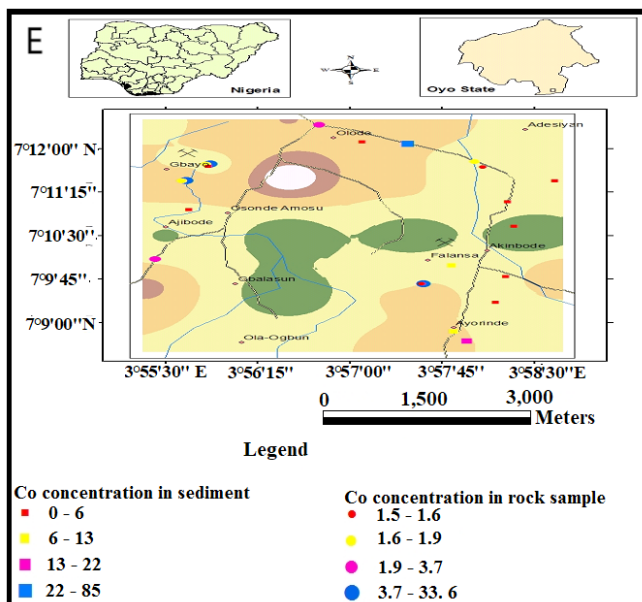 E
Nigeria
Oyo State
N
W E
S
7°12'00" N
7°11'15"
7°10'30"
7°9'45"
7°9'00"N
Adesiyan
Oloda
Gbayo
Osonde Amosu
Ajibode
Akinbode
Falansa
Gbalasun
Ayorinde
Ola-Ogbun
3°55'30" E 3°56'15" 3°57'00" 3°57'45" 3°58'30" E
0 1,500 3,000
Meters
Legend
Co concentration in sediment
0 - 6
6 - 13
13 - 22
22 - 85
Co concentration in rock sample
1.5 - 1.6
1.6 - 1.9
1.9 - 3.7
3.7 - 33. 6